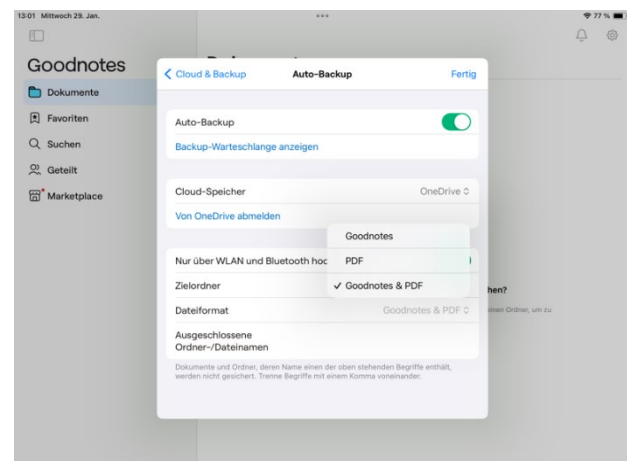 13:01 Mittwoch 29. Jan.
77 %
Goodnotes
Dokumente
Favoriten
Suchen
Geteilt
Marketplace
Cloud & Backup
Auto-Backup
Fertig
Auto-Backup
Backup-Warteschlange anzeigen
Cloud-Speicher
OneDrive
Von OneDrive abmelden
Goodnotes
Nur über WLAN und Bluetooth hoc
PDF
Zielordner
Goodnotes & PDF
hen?
einen Ordner, um zu
Dateiformat
Goodnotes & PDF
Ausgeschlossene
Ordner-/Dateinamen
Dokumente und Ordner, deren Name einen der oben stehenden Begriffe enthält,
werden nicht gesichert. Trenne Begriffe mit einem Komma voneinander.